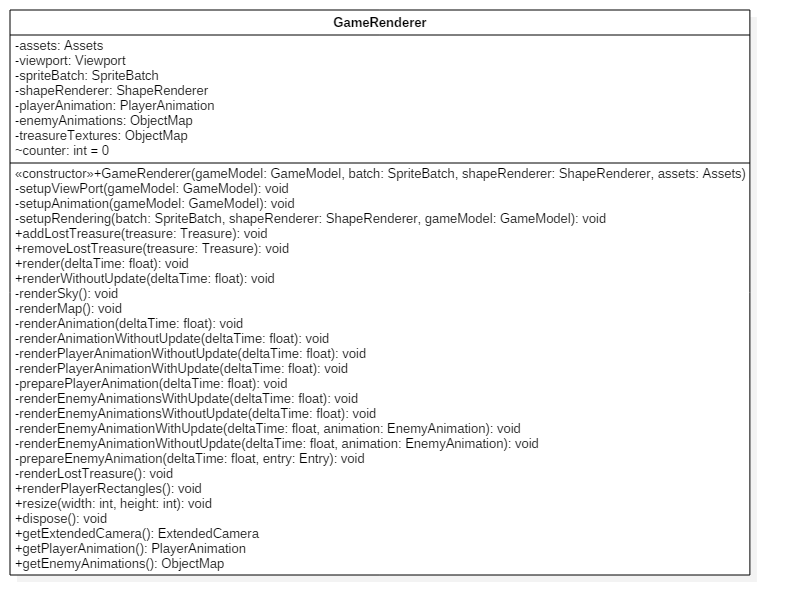 GameRenderer
-assets: Assets
-viewport: Viewport
-spriteBatch: SpriteBatch
-shapeRenderer: ShapeRenderer
-playerAnimation: PlayerAnimation
-enemyAnimations: ObjectMap
-treasureTextures: ObjectMap
~counter: int = 0
«constructor»+GameRenderer(gameModel: GameModel, batch: SpriteBatch, shapeRenderer: ShapeRenderer, assets: Assets)
-setupViewPort(gameModel: GameModel): void
-setupAnimation(gameModel: GameModel): void
-setupRendering(batch: SpriteBatch, shapeRenderer: ShapeRenderer, gameModel: GameModel): void
+addLostTreasure(treasure: Treasure): void
+removeLostTreasure(treasure: Treasure): void
+render(deltaTime: float): void
+renderWithoutUpdate(deltaTime: float): void
-renderSky(): void
-renderMap(): void
-renderAnimation(deltaTime: float): void
-renderAnimationWithoutUpdate(deltaTime: float): void
-renderPlayerAnimationWithoutUpdate(deltaTime: float): void
-renderPlayerAnimationWithUpdate(deltaTime: float): void
-preparePlayerAnimation(deltaTime: float): void
-renderEnemyAnimationsWithUpdate(deltaTime: float): void
-renderEnemyAnimationsWithoutUpdate(deltaTime: float): void
-renderEnemyAnimationWithUpdate(deltaTime: float, animation: EnemyAnimation): void
-renderEnemyAnimationWithoutUpdate(deltaTime: float, animation: EnemyAnimation): void
-prepareEnemyAnimation(deltaTime: float, entry: Entry): void
-renderLostTreasure(): void
+renderPlayerRectangles(): void
+resize(width: int, height: int): void
+dispose(): void
+getExtendedCamera(): ExtendedCamera
+getPlayerAnimation(): PlayerAnimation
+getEnemyAnimations(): ObjectMap